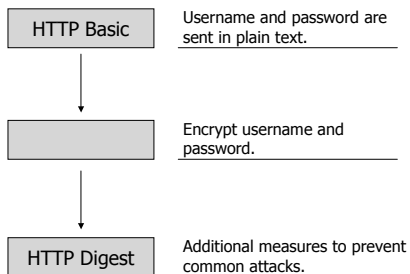 HTTP Basic
Username and password are
sent in plain text.
Encrypt username and
password.
HTTP Digest
Additional measures to prevent
common attacks.